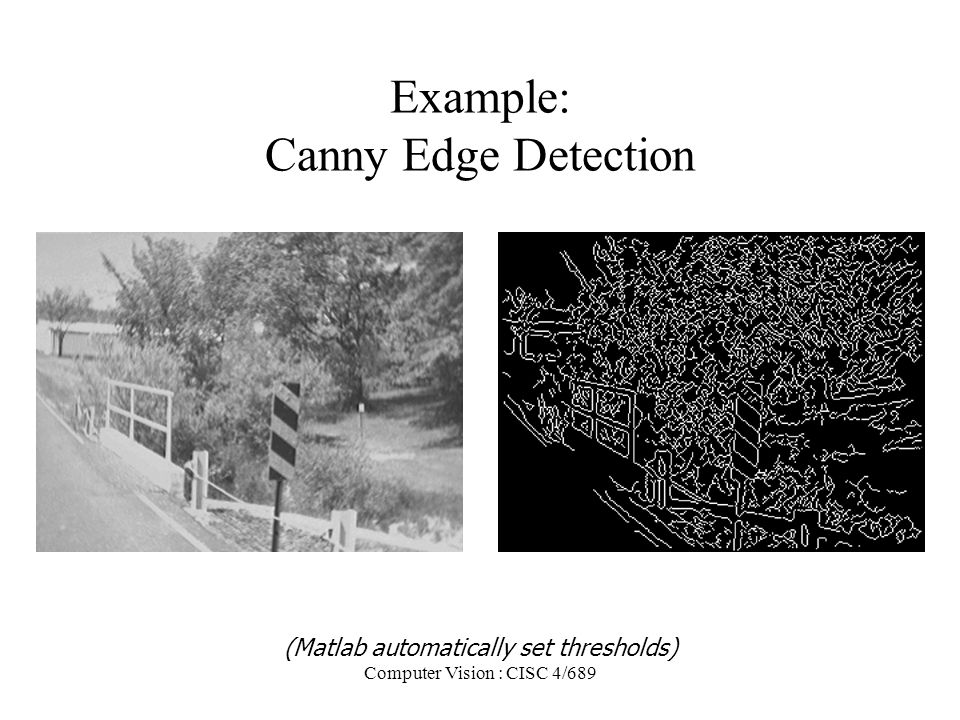 Example:
Canny Edge Detection
(Matlab automatically set thresholds)
Computer Vision : CISC 4/689